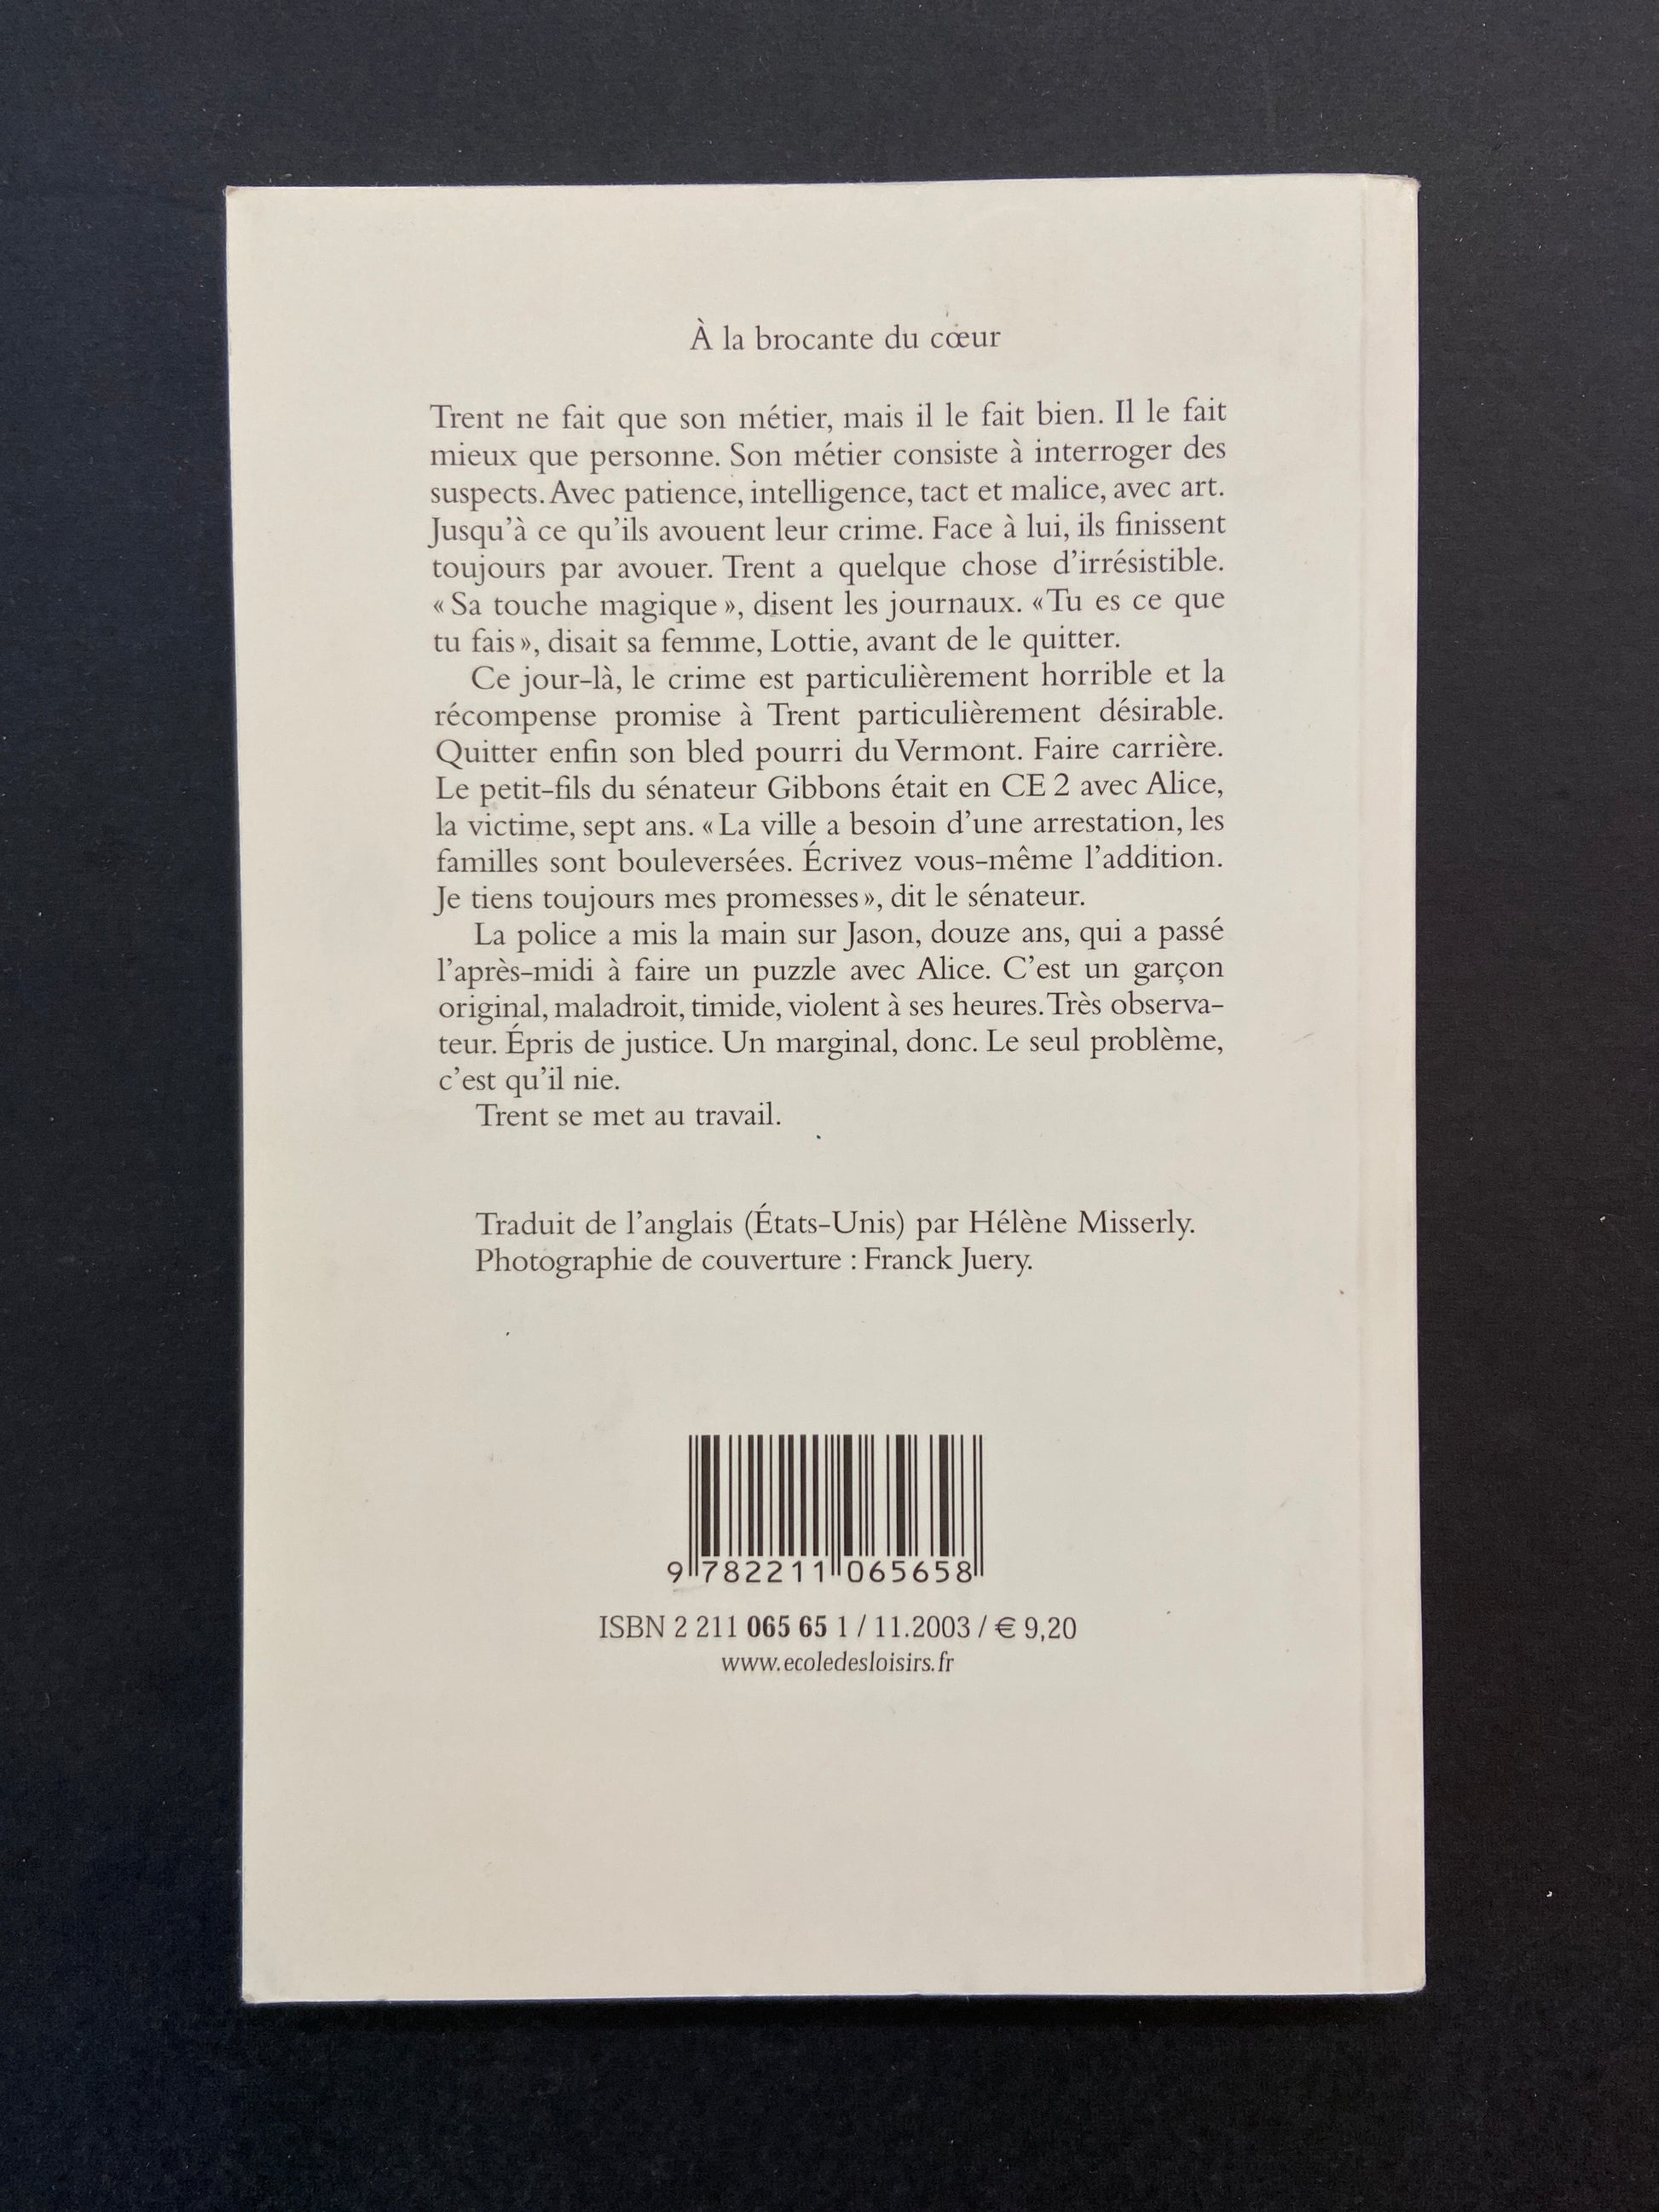 À la brocante du cœur
Trent ne fait que son métier, mais il le fait bien. Il le fait
mieux que personne. Son métier consiste à interroger des
suspects. Avec patience, intelligence, tact et malice, avec art.
Jusqu’à ce qu’ils avouent leur crime. Face à lui, ils finissent
toujours par avouer. Trent a quelque chose d’irrésistible.
« Sa touche magique », disent les journaux. « Tu es ce que
tu fais », disait sa femme, Lottie, avant de le quitter.
Ce jour-là, le crime est particulièrement horrible et la
récompense promise à Trent particulièrement désirable.
Quitter enfin son bled pourri du Vermont. Faire carrière.
Le petit-fils du sénateur Gibbons était en CE 2 avec Alice,
la victime, sept ans. « La ville a besoin d’une arrestation, les
familles sont bouleversées. Écrivez vous-même l’addition.
Je tiens toujours mes promesses », dit le sénateur.
La police a mis la main sur Jason, douze ans, qui a passé
l’après-midi à faire un puzzle avec Alice. C’est un garçon
original, maladroit, timide, violent à ses heures. Très observa-
teur. Épris de justice. Un marginal, donc. Le seul problème,
c’est qu’il nie.
Trent se met au travail.
Traduit de l’anglais (États-Unis) par Hélène Misserly.
Photographie de couverture : Franck Juery.
9 782211 065658
ISBN 2 211 065 65 1 / 11.2003 / € 9,20
www.ecoledesloisirs.fr